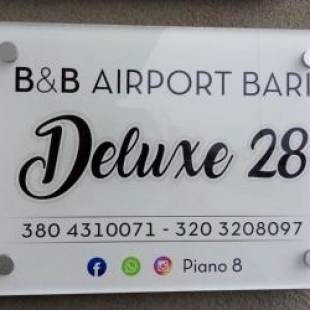 B&B AIRPORT BARI
Deluxe 28
380 4310071 - 320 3208097
Piano 8